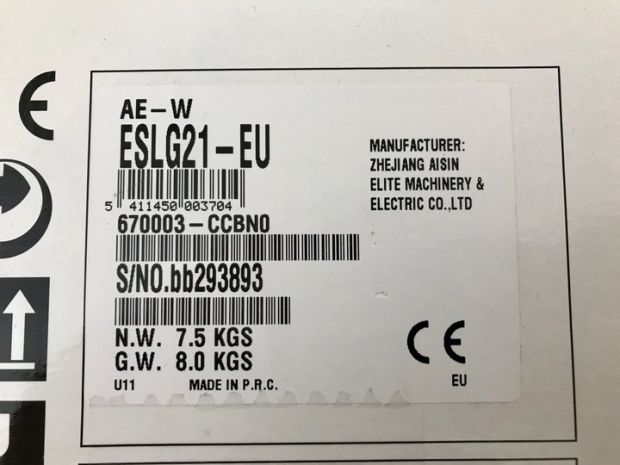 AE-W
ESLG21-EU
5 411450 003704
670003-CCBN0
S/NO.bb293893
N.W. 7.5 KGS
G.W. 8.0 KGS
U11 MADE IN P.R.C.
MANUFACTURER:
ZHEJIANG AISIN
ELITE MACHINERY &
ELECTRIC CO.,LTD
CE
EU
CE